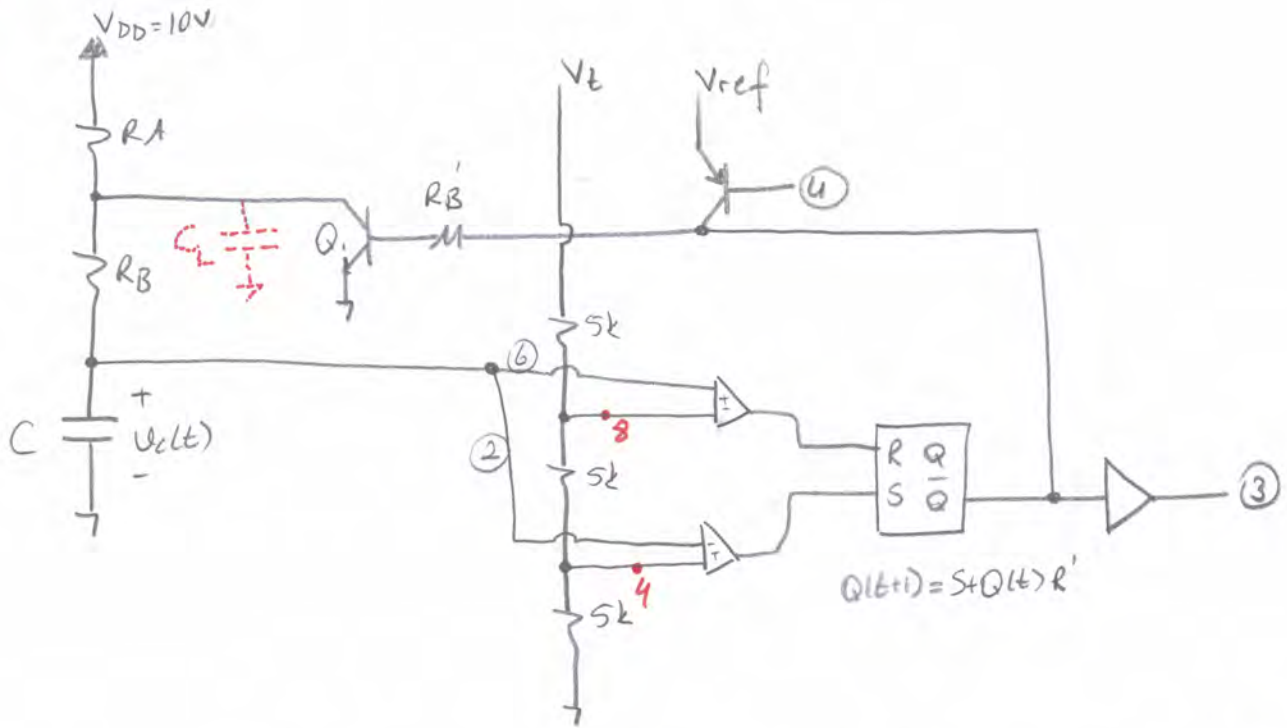 VDD=10V
Vt
Vref
RA
RB'
4
CL
Q1
RB
5k
6
+
Vc(t)
-
C
8
2
5k
R Q
S Q̅
3
4
5k
Q(t+1)=S+Q(t)R'